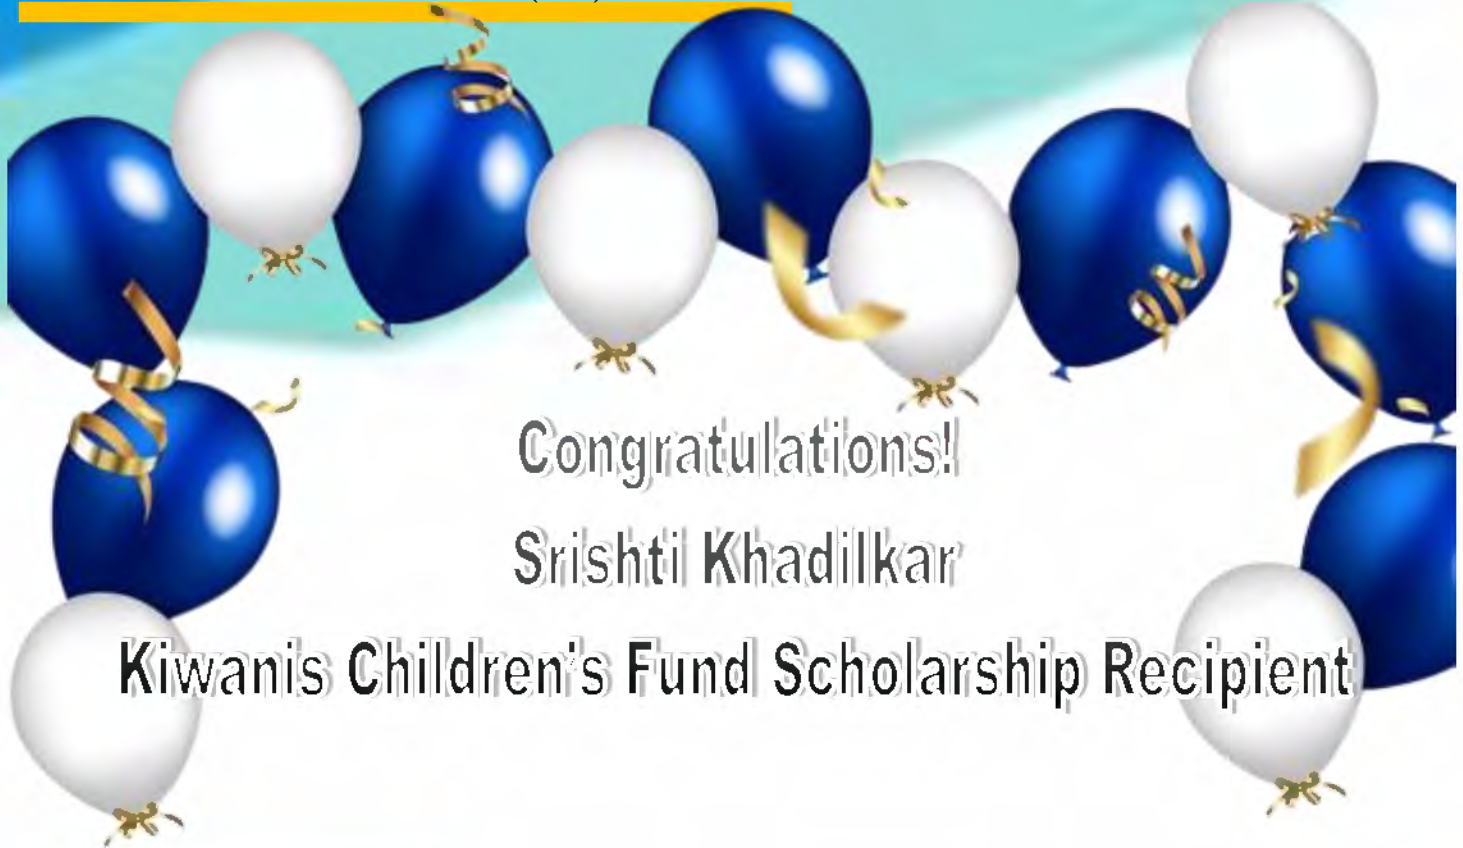 Congratulations!
Srishti Khadilkar
Kiwanis Children's Fund Scholarship Recipient